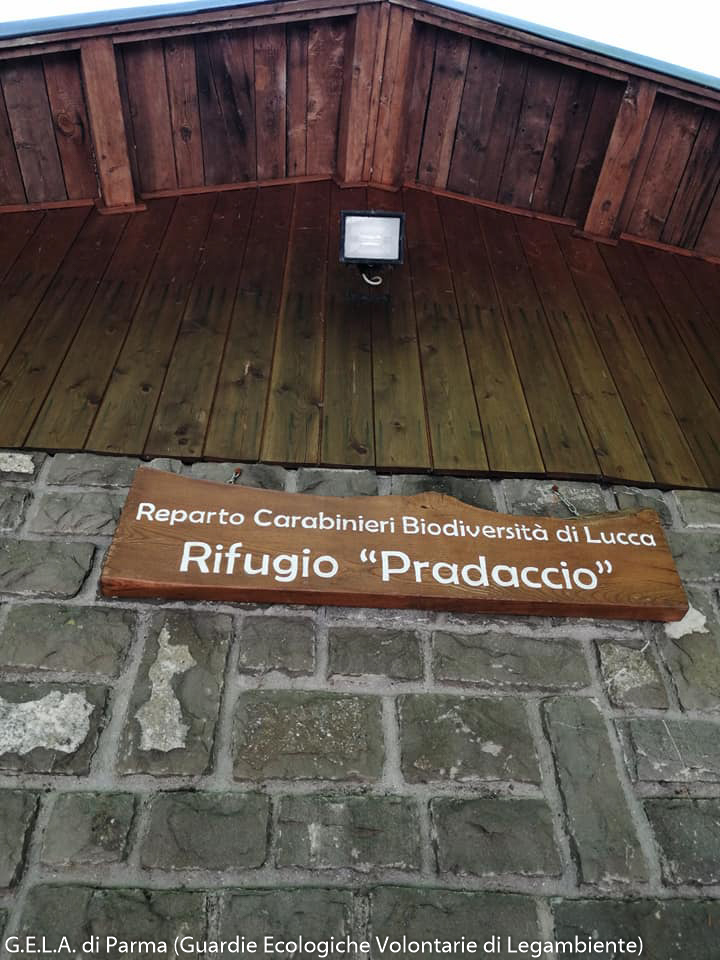 Reparto Carabinieri Biodiversità di Lucca
Rifugio “Pradaccio”
G.E.L.A. di Parma (Guardie Ecologiche Volontarie di Legambiente)